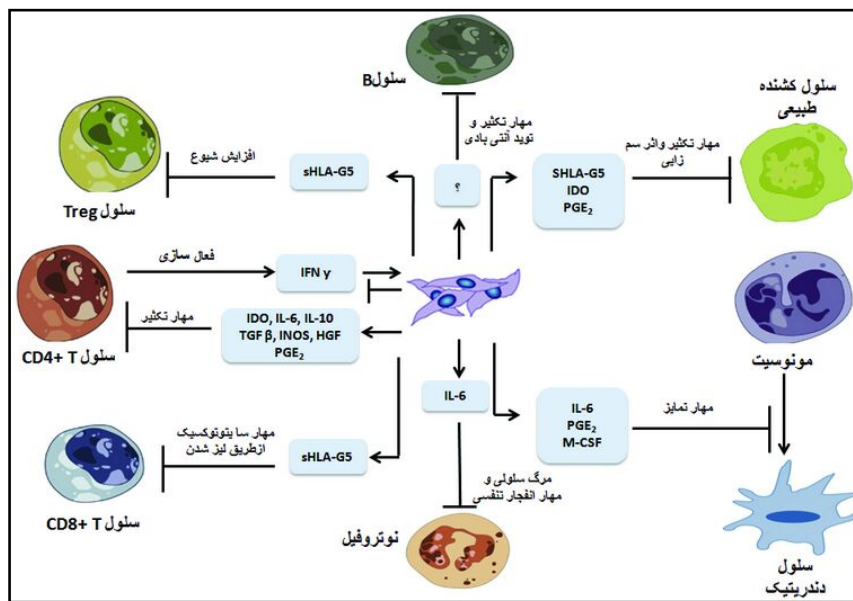 سلولB
مهار تکثیر و
توید آنتی بادی
؟
سلول کشنده
طبیعی
مهار تکثیر واثر سم
زایی
SHLA-G5
IDO
PGE₂
افزایش شیوع
sHLA-G5
سلول Treg
فعال سازی
IFN γ
مهار تکثیر
IDO, IL-6, IL-10
TGF β, INOS, HGF
PGE₂
سلول CD4+ T
مونوسیت
IL-6
IL-6
PGE₂
M-CSF
مهار تمایز
مهار سا یتوتوکسیک
ازطریق لیز شدن
sHLA-G5
سلول CD8+ T
مرگ سلولی و
مهار انفجار تنفسی
نوتروفیل
سلول
دندریتیک